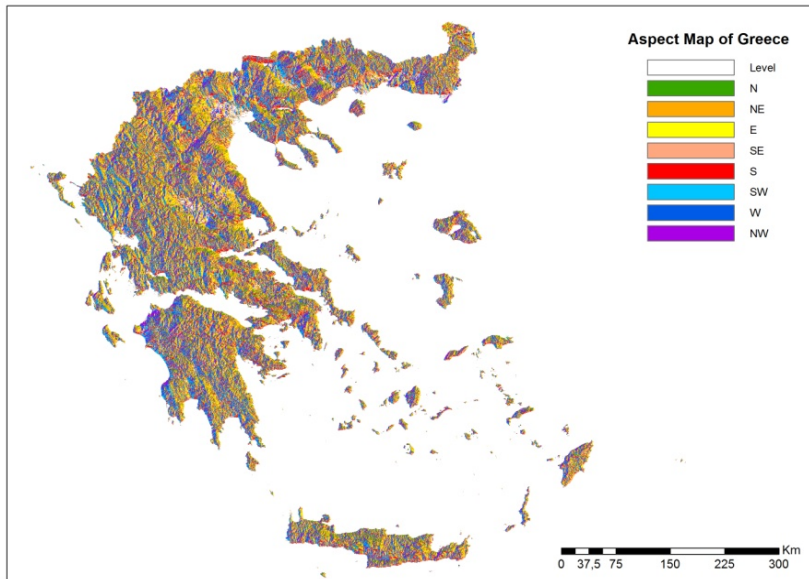 Aspect Map of Greece
Level
N
NE
E
SE
S
SW
W
NW
Km
0 37,5 75 150 225 300